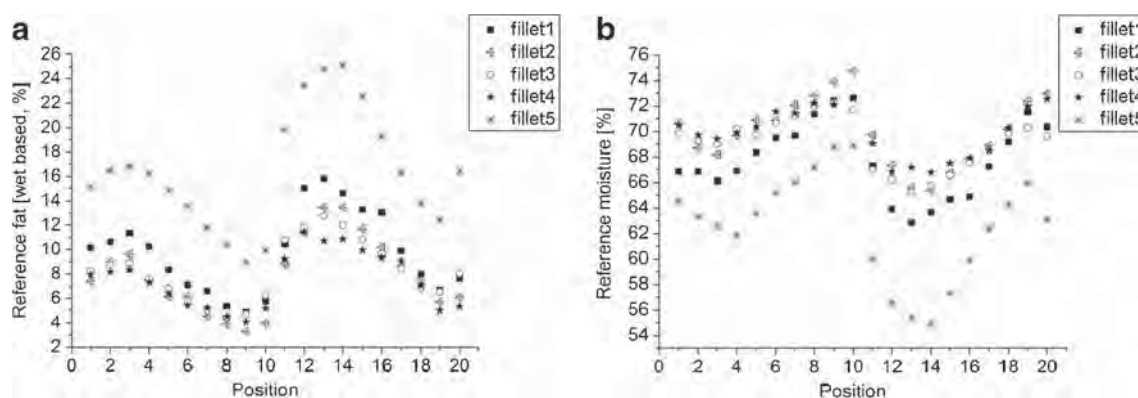 a
fillet1
fillet2
fillet3
fillet4
fillet5
Reference fat [wet based, %]
26
24
22
20
18
16
14
12
10
8
6
4
2
0 2 4 6 8 10 12 14 16 18 20
Position
b
fillet1
fillet2
fillet3
fillet4
fillet5
Reference moisture [%]
76
74
72
70
68
66
64
62
60
58
56
54
0 2 4 6 8 10 12 14 16 18 20
Position